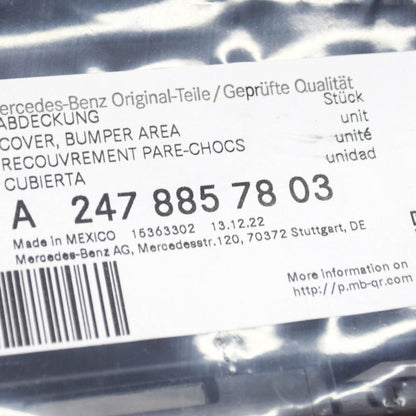 ercedes-Benz Original-Teile/Geprüfte Qualität
ABDECKUNG Stück
COVER, BUMPER AREA unit
RECOUVREMENT PARE-CHOCS unité
CUBIERTA unidad
A 247 885 78 03
Made in MEXICO 15363302 13.12.22
Mercedes-Benz AG, Mercedesstr.120, 70372 Stuttgart, DE
More information on
http://p.mb-qr.com